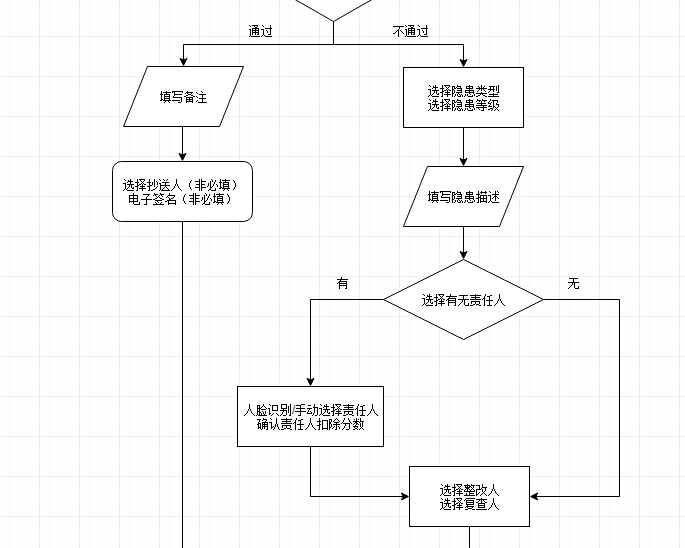 通过
不通过
填写备注
选择隐患类型
选择隐患等级
选择抄送人（非必填）
电子签名（非必填）
填写隐患描述
有
无
选择有无责任人
人脸识别/手动选择责任人
确认责任人扣除分数
选择整改人
选择复查人